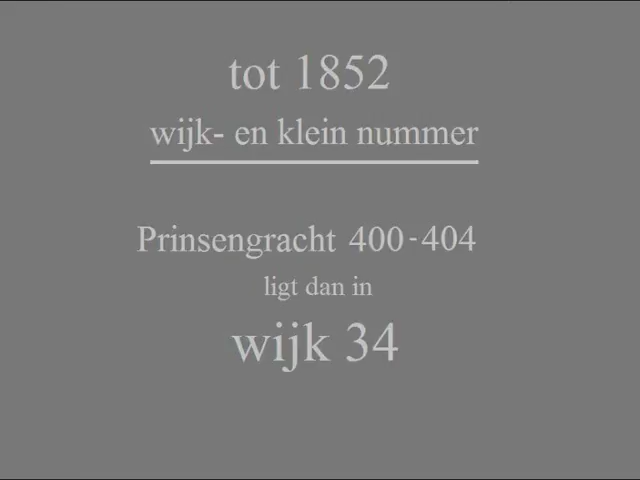 tot 1852
wijk- en klein nummer
Prinsengracht 400-404
ligt dan in
wijk 34